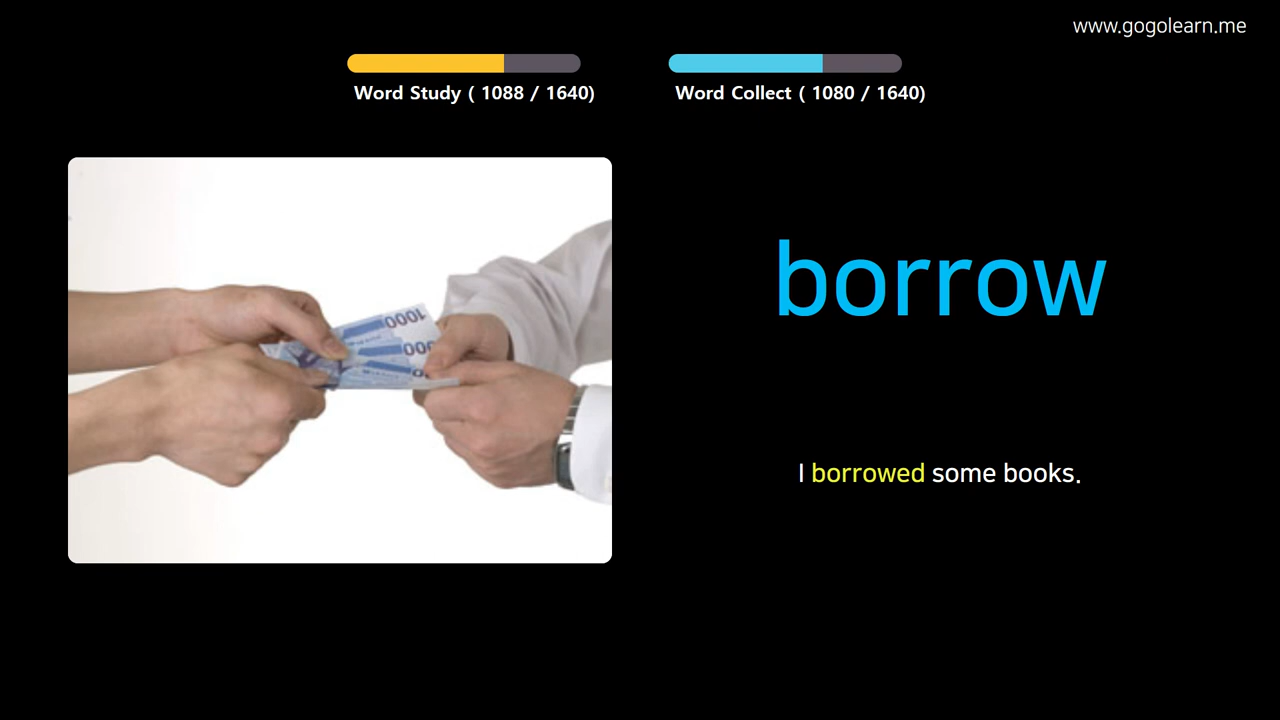 www.gogolearn.me
Word Study ( 1088 / 1640)
Word Collect ( 1080 / 1640)
1000
borrow
I borrowed some books.